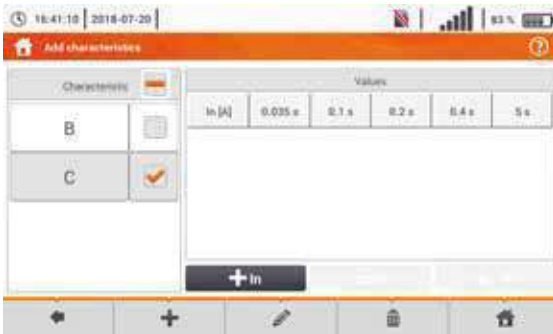 16:41:10 2018-07-20 83 %
Add characteristics
Characteristic
Values
In [A] 0.035 s 0.1 s 0.2 s 0.4 s 5 s
B
C
In